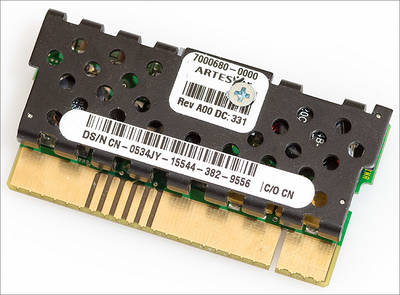 7000680-0000
ARTESYN
Rev A00 DC: 331
DS/N CN - 0534JY - 15544 - 382 - 9556 C/O CN